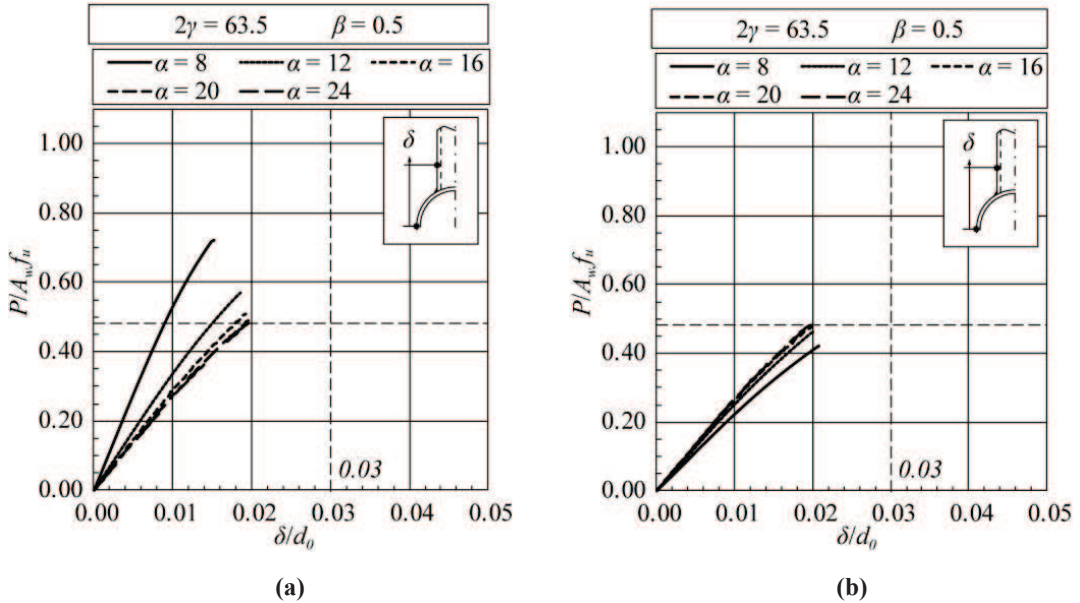 2γ = 63.5 β = 0.5
α = 8 α = 12 α = 16
α = 20 α = 24
1.00
0.80
0.60
0.40
0.20
0.00
P/A_w f_u
δ
0.03
0.00 0.01 0.02 0.03 0.04 0.05
δ/d_0
(a)
2γ = 63.5 β = 0.5
α = 8 α = 12 α = 16
α = 20 α = 24
1.00
0.80
0.60
0.40
0.20
0.00
P/A_w f_u
δ
0.03
0.00 0.01 0.02 0.03 0.04 0.05
δ/d_0
(b)